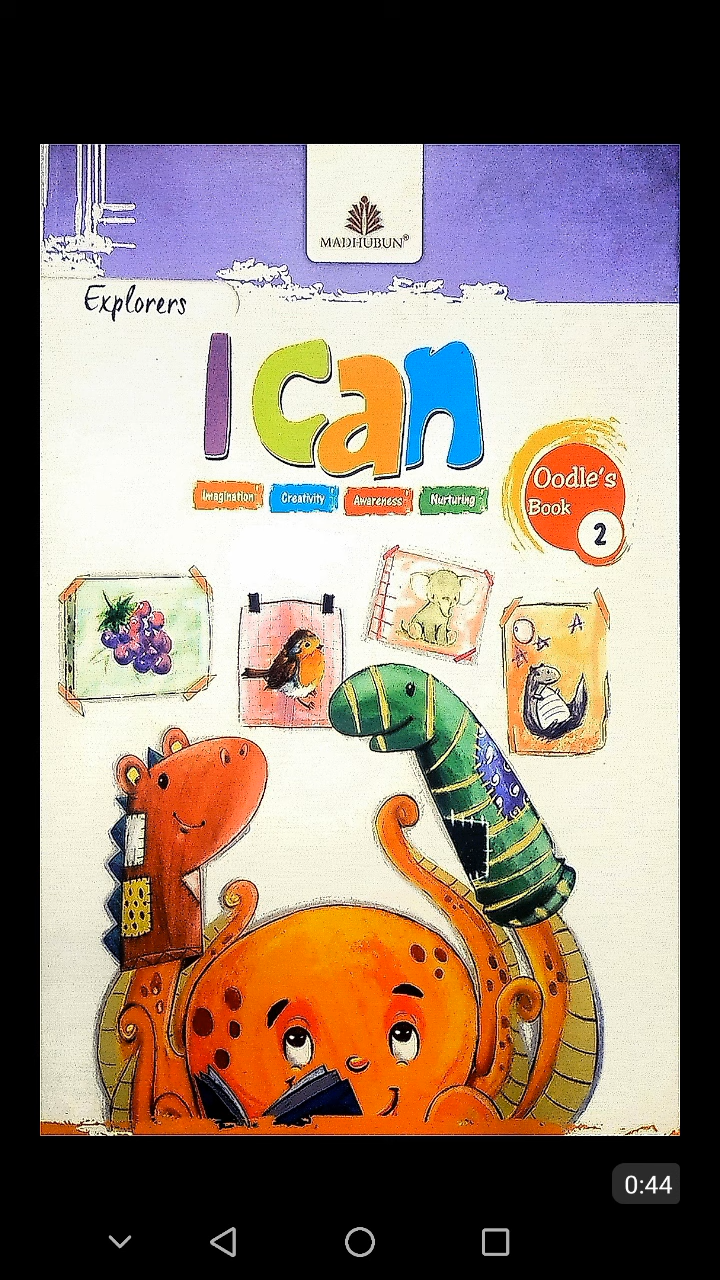 MADHUBUN®
Explorers
I can
Imagination Creativity Awareness Nurturing
Oodle's
Book
2
0:44